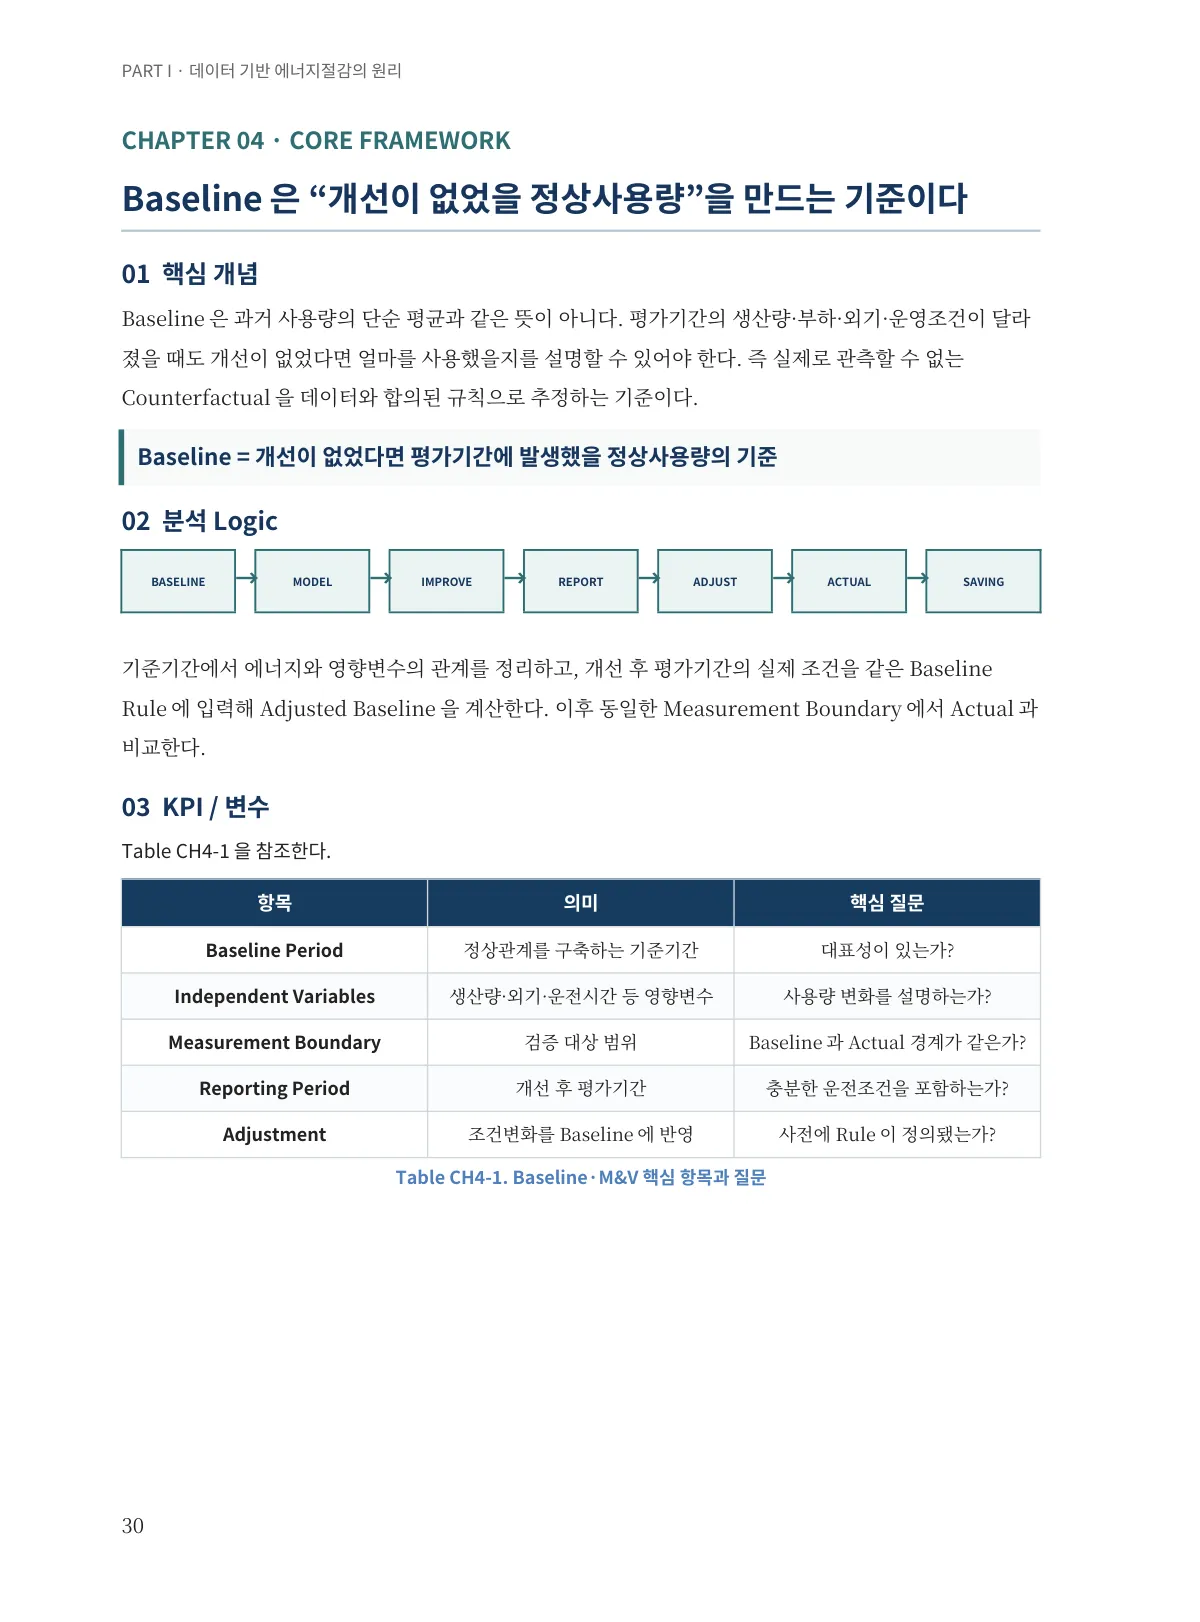 PART I · 데이터 기반 에너지절감의 원리
CHAPTER 04 · CORE FRAMEWORK
Baseline 은 “개선이 없었을 정상사용량”을 만드는 기준이다
01 핵심 개념
Baseline 은 과거 사용량의 단순 평균과 같은 뜻이 아니다. 평가기간의 생산량·부하·외기·운영조건이 달라
졌을 때도 개선이 없었다면 얼마를 사용했을지를 설명할 수 있어야 한다. 즉 실제로 관측할 수 없는
Counterfactual 을 데이터와 합의된 규칙으로 추정하는 기준이다.
Baseline = 개선이 없었다면 평가기간에 발생했을 정상사용량의 기준
02 분석 Logic
BASELINE → MODEL → IMPROVE → REPORT → ADJUST → ACTUAL → SAVING
기준기간에서 에너지와 영향변수의 관계를 정리하고, 개선 후 평가기간의 실제 조건을 같은 Baseline
Rule 에 입력해 Adjusted Baseline 을 계산한다. 이후 동일한 Measurement Boundary 에서 Actual 과
비교한다.
03 KPI / 변수
Table CH4-1 을 참조한다.
항목 의미 핵심 질문
Baseline Period 정상관계를 구축하는 기준기간 대표성이 있는가?
Independent Variables 생산량·외기·운전시간 등 영향변수 사용량 변화를 설명하는가?
Measurement Boundary 검증 대상 범위 Baseline 과 Actual 경계가 같은가?
Reporting Period 개선 후 평가기간 충분한 운전조건을 포함하는가?
Adjustment 조건변화를 Baseline 에 반영 사전에 Rule 이 정의됐는가?
Table CH4-1. Baseline·M&V 핵심 항목과 질문
30